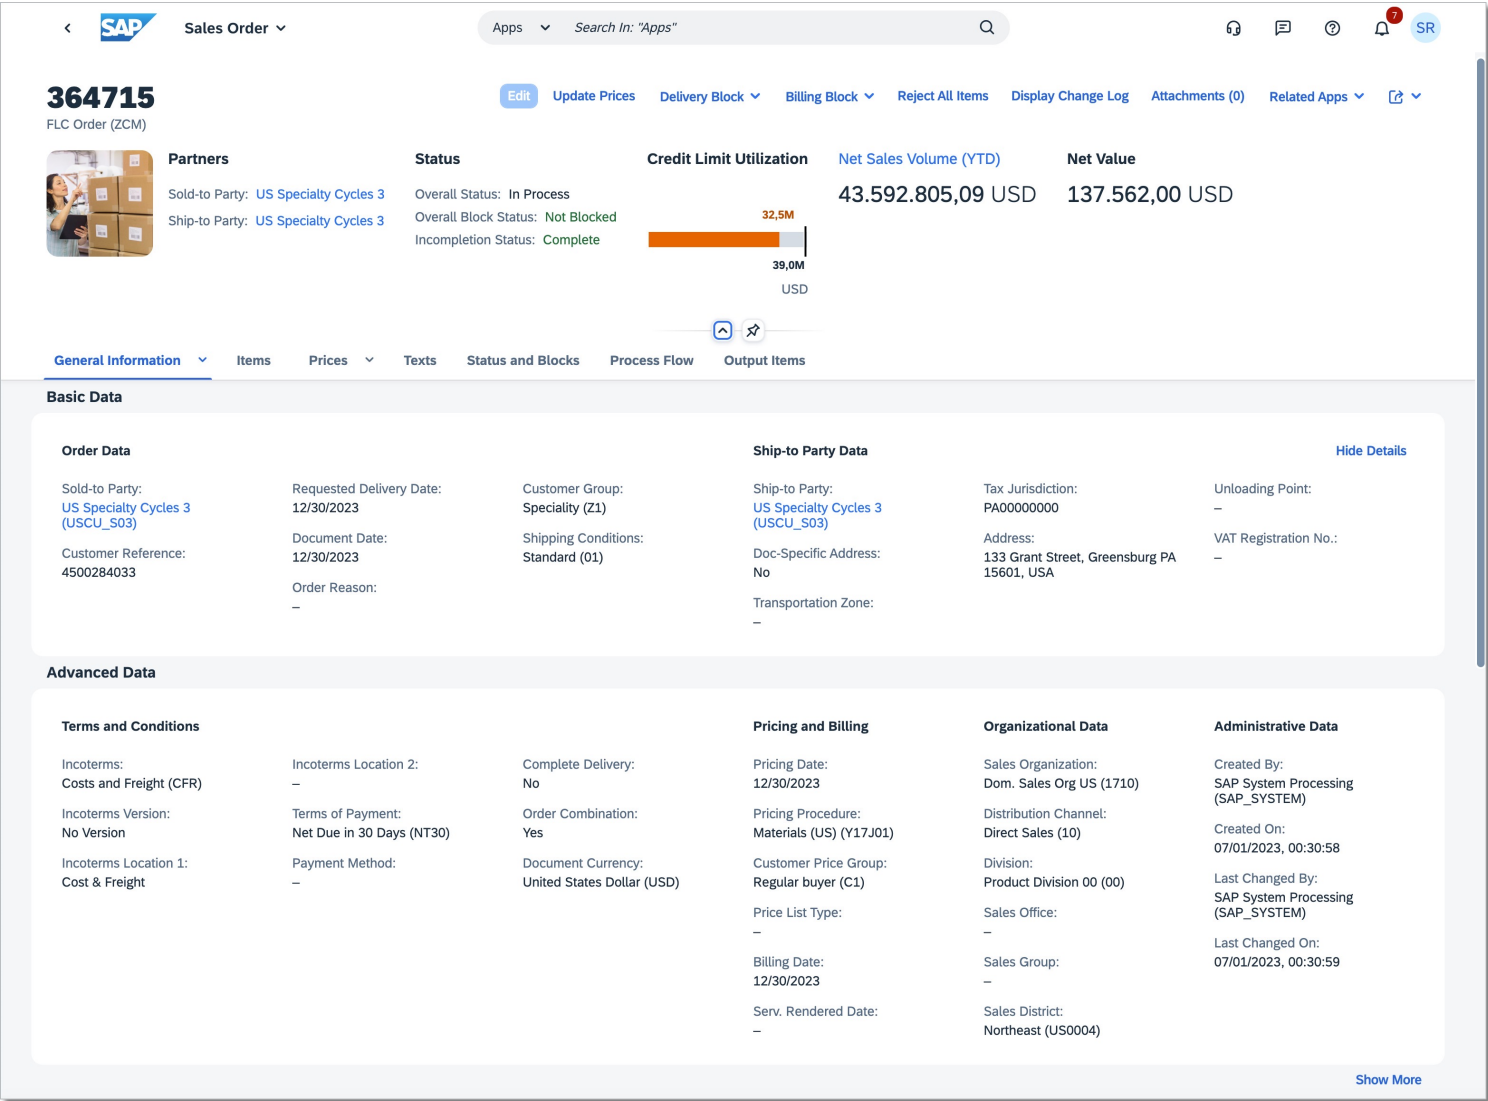 SAP
Sales Order
Apps
Search In: "Apps"
7
SR
364715
FLC Order (ZCM)
Edit
Update Prices
Delivery Block
Billing Block
Reject All Items
Display Change Log
Attachments (0)
Related Apps
Partners
Sold-to Party: US Specialty Cycles 3
Ship-to Party: US Specialty Cycles 3
Status
Overall Status: In Process
Overall Block Status: Not Blocked
Incompletion Status: Complete
Credit Limit Utilization
32,5M
39,0M
USD
Net Sales Volume (YTD)
43.592.805,09 USD
Net Value
137.562,00 USD
General Information
Items
Prices
Texts
Status and Blocks
Process Flow
Output Items
Basic Data
Order Data
Sold-to Party:
US Specialty Cycles 3
(USCU_S03)
Customer Reference:
4500284033
Requested Delivery Date:
12/30/2023
Document Date:
12/30/2023
Order Reason:
–
Customer Group:
Speciality (Z1)
Shipping Conditions:
Standard (01)
Ship-to Party Data
Hide Details
Ship-to Party:
US Specialty Cycles 3
(USCU_S03)
Doc-Specific Address:
No
Transportation Zone:
–
Tax Jurisdiction:
PA00000000
Address:
133 Grant Street, Greensburg PA
15601, USA
Unloading Point:
–
VAT Registration No.:
–
Advanced Data
Terms and Conditions
Incoterms:
Costs and Freight (CFR)
Incoterms Version:
No Version
Incoterms Location 1:
Cost & Freight
Incoterms Location 2:
–
Terms of Payment:
Net Due in 30 Days (NT30)
Payment Method:
–
Complete Delivery:
No
Order Combination:
Yes
Document Currency:
United States Dollar (USD)
Pricing and Billing
Pricing Date:
12/30/2023
Pricing Procedure:
Materials (US) (Y17J01)
Customer Price Group:
Regular buyer (C1)
Price List Type:
–
Billing Date:
12/30/2023
Serv. Rendered Date:
–
Organizational Data
Sales Organization:
Dom. Sales Org US (1710)
Distribution Channel:
Direct Sales (10)
Division:
Product Division 00 (00)
Sales Office:
–
Sales Group:
–
Sales District:
Northeast (US0004)
Administrative Data
Created By:
SAP System Processing
(SAP_SYSTEM)
Created On:
07/01/2023, 00:30:58
Last Changed By:
SAP System Processing
(SAP_SYSTEM)
Last Changed On:
07/01/2023, 00:30:59
Show More